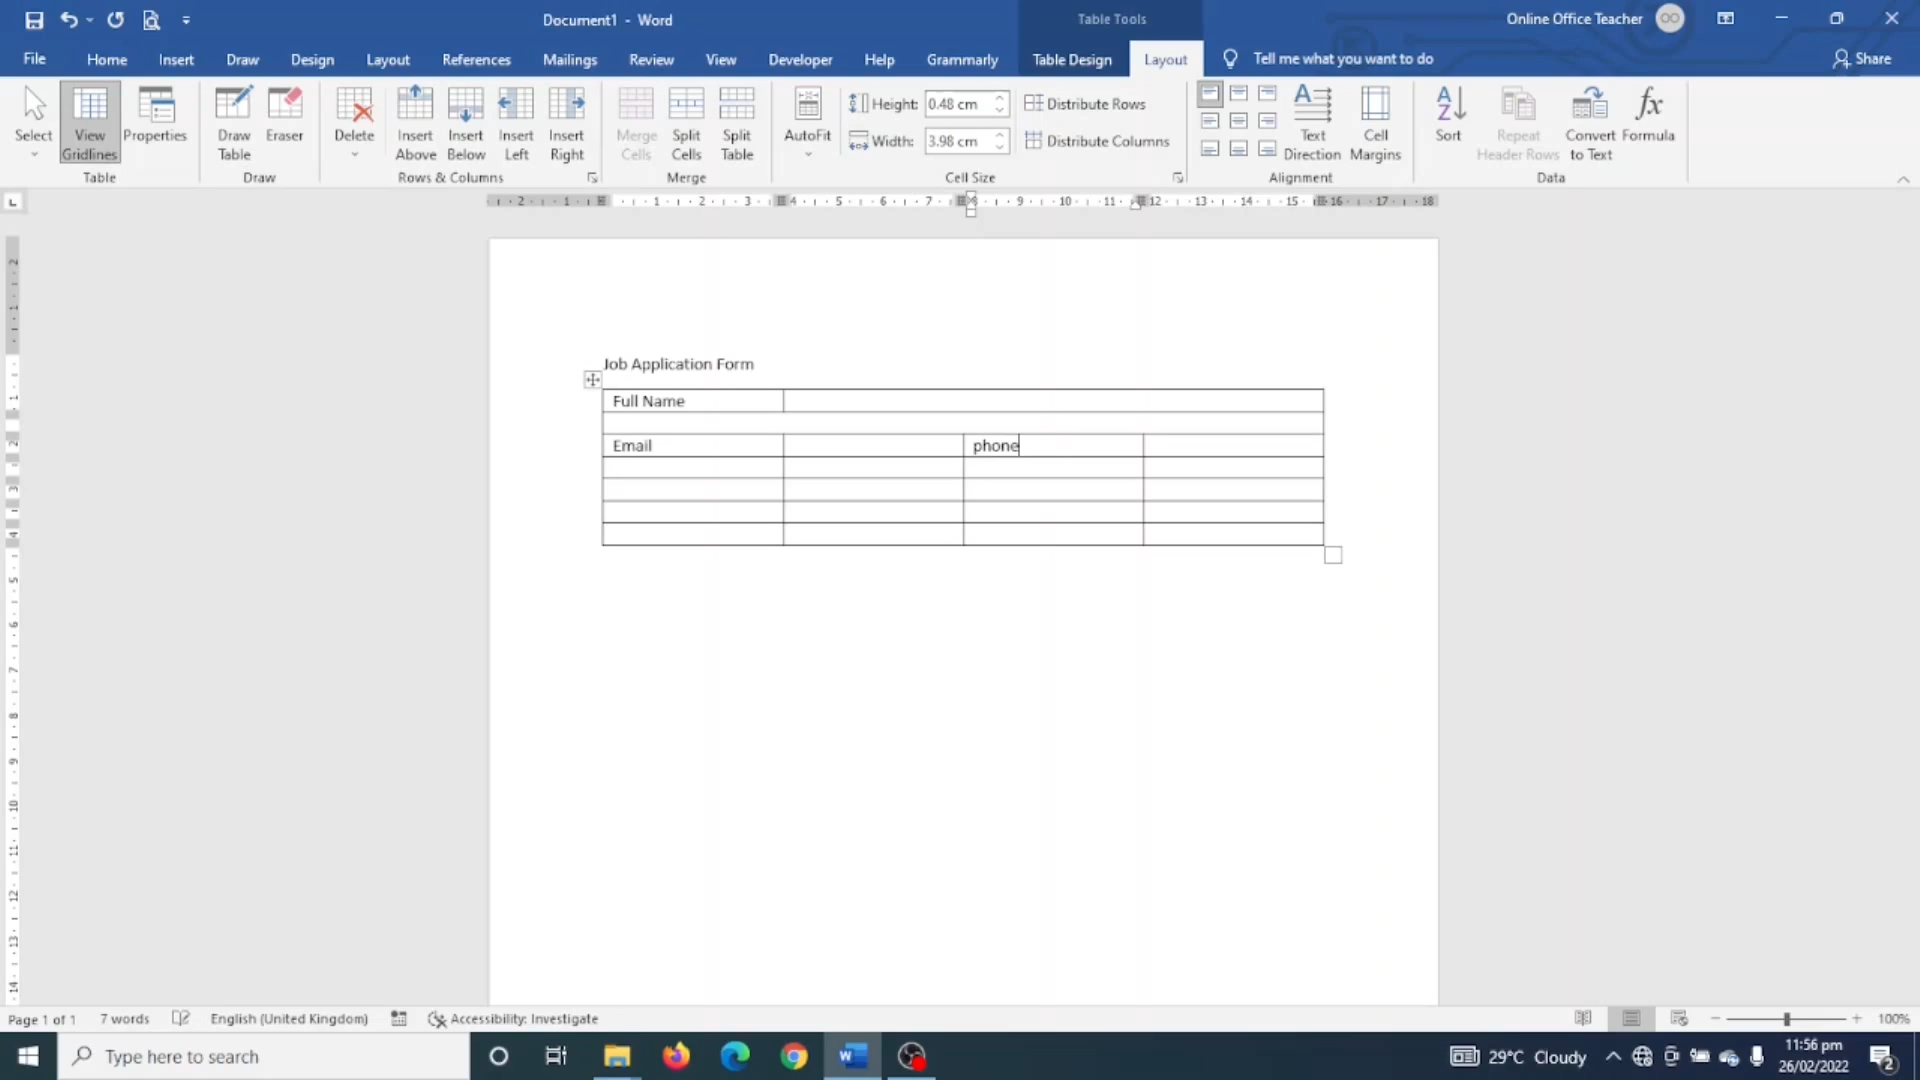 Document1 - Word
Table Tools
Online Office Teacher
OO
File Home Insert Draw Design Layout References Mailings Review View Developer Help Grammarly Table Design Layout Tell me what you want to do Share
Select
View Gridlines
Properties
Table
Draw Table
Eraser
Draw
Delete
Insert Above
Insert Below
Insert Left
Insert Right
Rows & Columns
Merge Cells
Split Cells
Split Table
Merge
AutoFit
Height: 0.48 cm
Width: 3.98 cm
Distribute Rows
Distribute Columns
Cell Size
Text Direction
Cell Margins
Alignment
Sort
Repeat Header Rows
Convert to Text
Formula
Data
Job Application Form
Full Name
Email phone
Page 1 of 1 7 words English (United Kingdom) Accessibility: Investigate 100%
Type here to search
29°C Cloudy
11:56 pm
26/02/2022
2